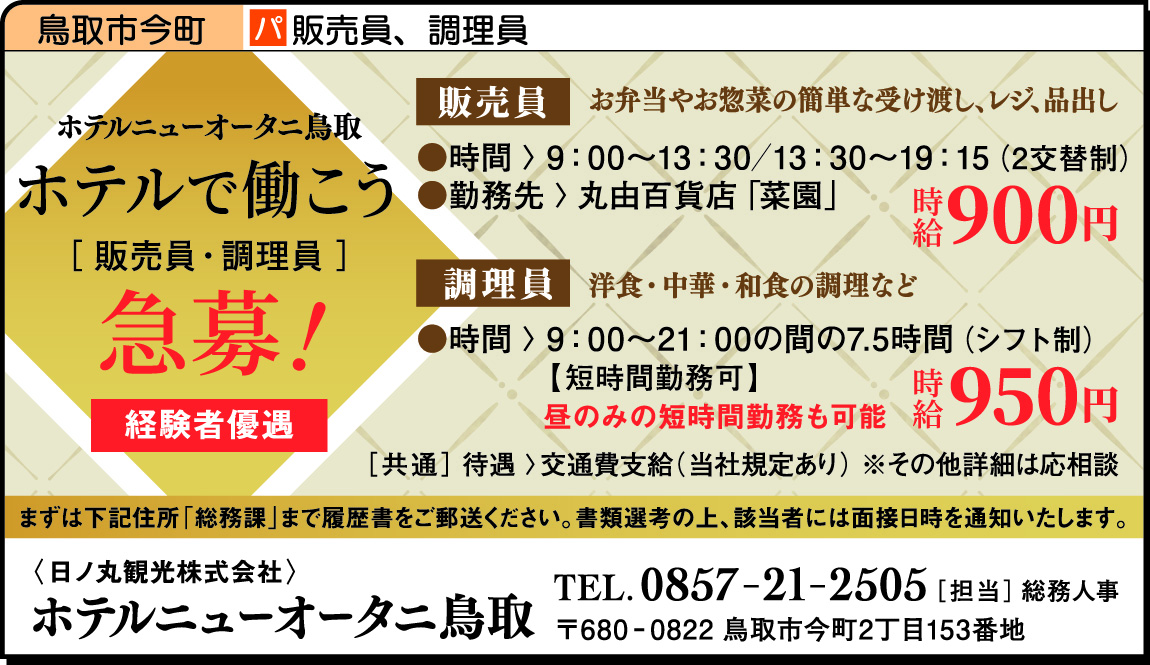 鳥取市今町 パ 販売員、調理員
ホテルニューオータニ鳥取
ホテルで働こう
[ 販売員・調理員 ]
急募！
経験者優遇
販売員 お弁当やお惣菜の簡単な受け渡し、レジ、品出し
●時間 〉9：00〜13：30／13：30〜19：15（2交替制）
●勤務先 〉丸由百貨店「菜園」
時給900円
調理員 洋食・中華・和食の調理など
●時間 〉9：00〜21：00の間の7.5時間（シフト制）
【短時間勤務可】
昼のみの短時間勤務も可能
時給950円
［共通］待遇 〉交通費支給（当社規定あり） ※その他詳細は応相談
まずは下記住所「総務課」まで履歴書をご郵送ください。書類選考の上、該当者には面接日時を通知いたします。
〈日ノ丸観光株式会社〉
ホテルニューオータニ鳥取
TEL. 0857-21-2505［担当］総務人事
〒680-0822 鳥取市今町2丁目153番地